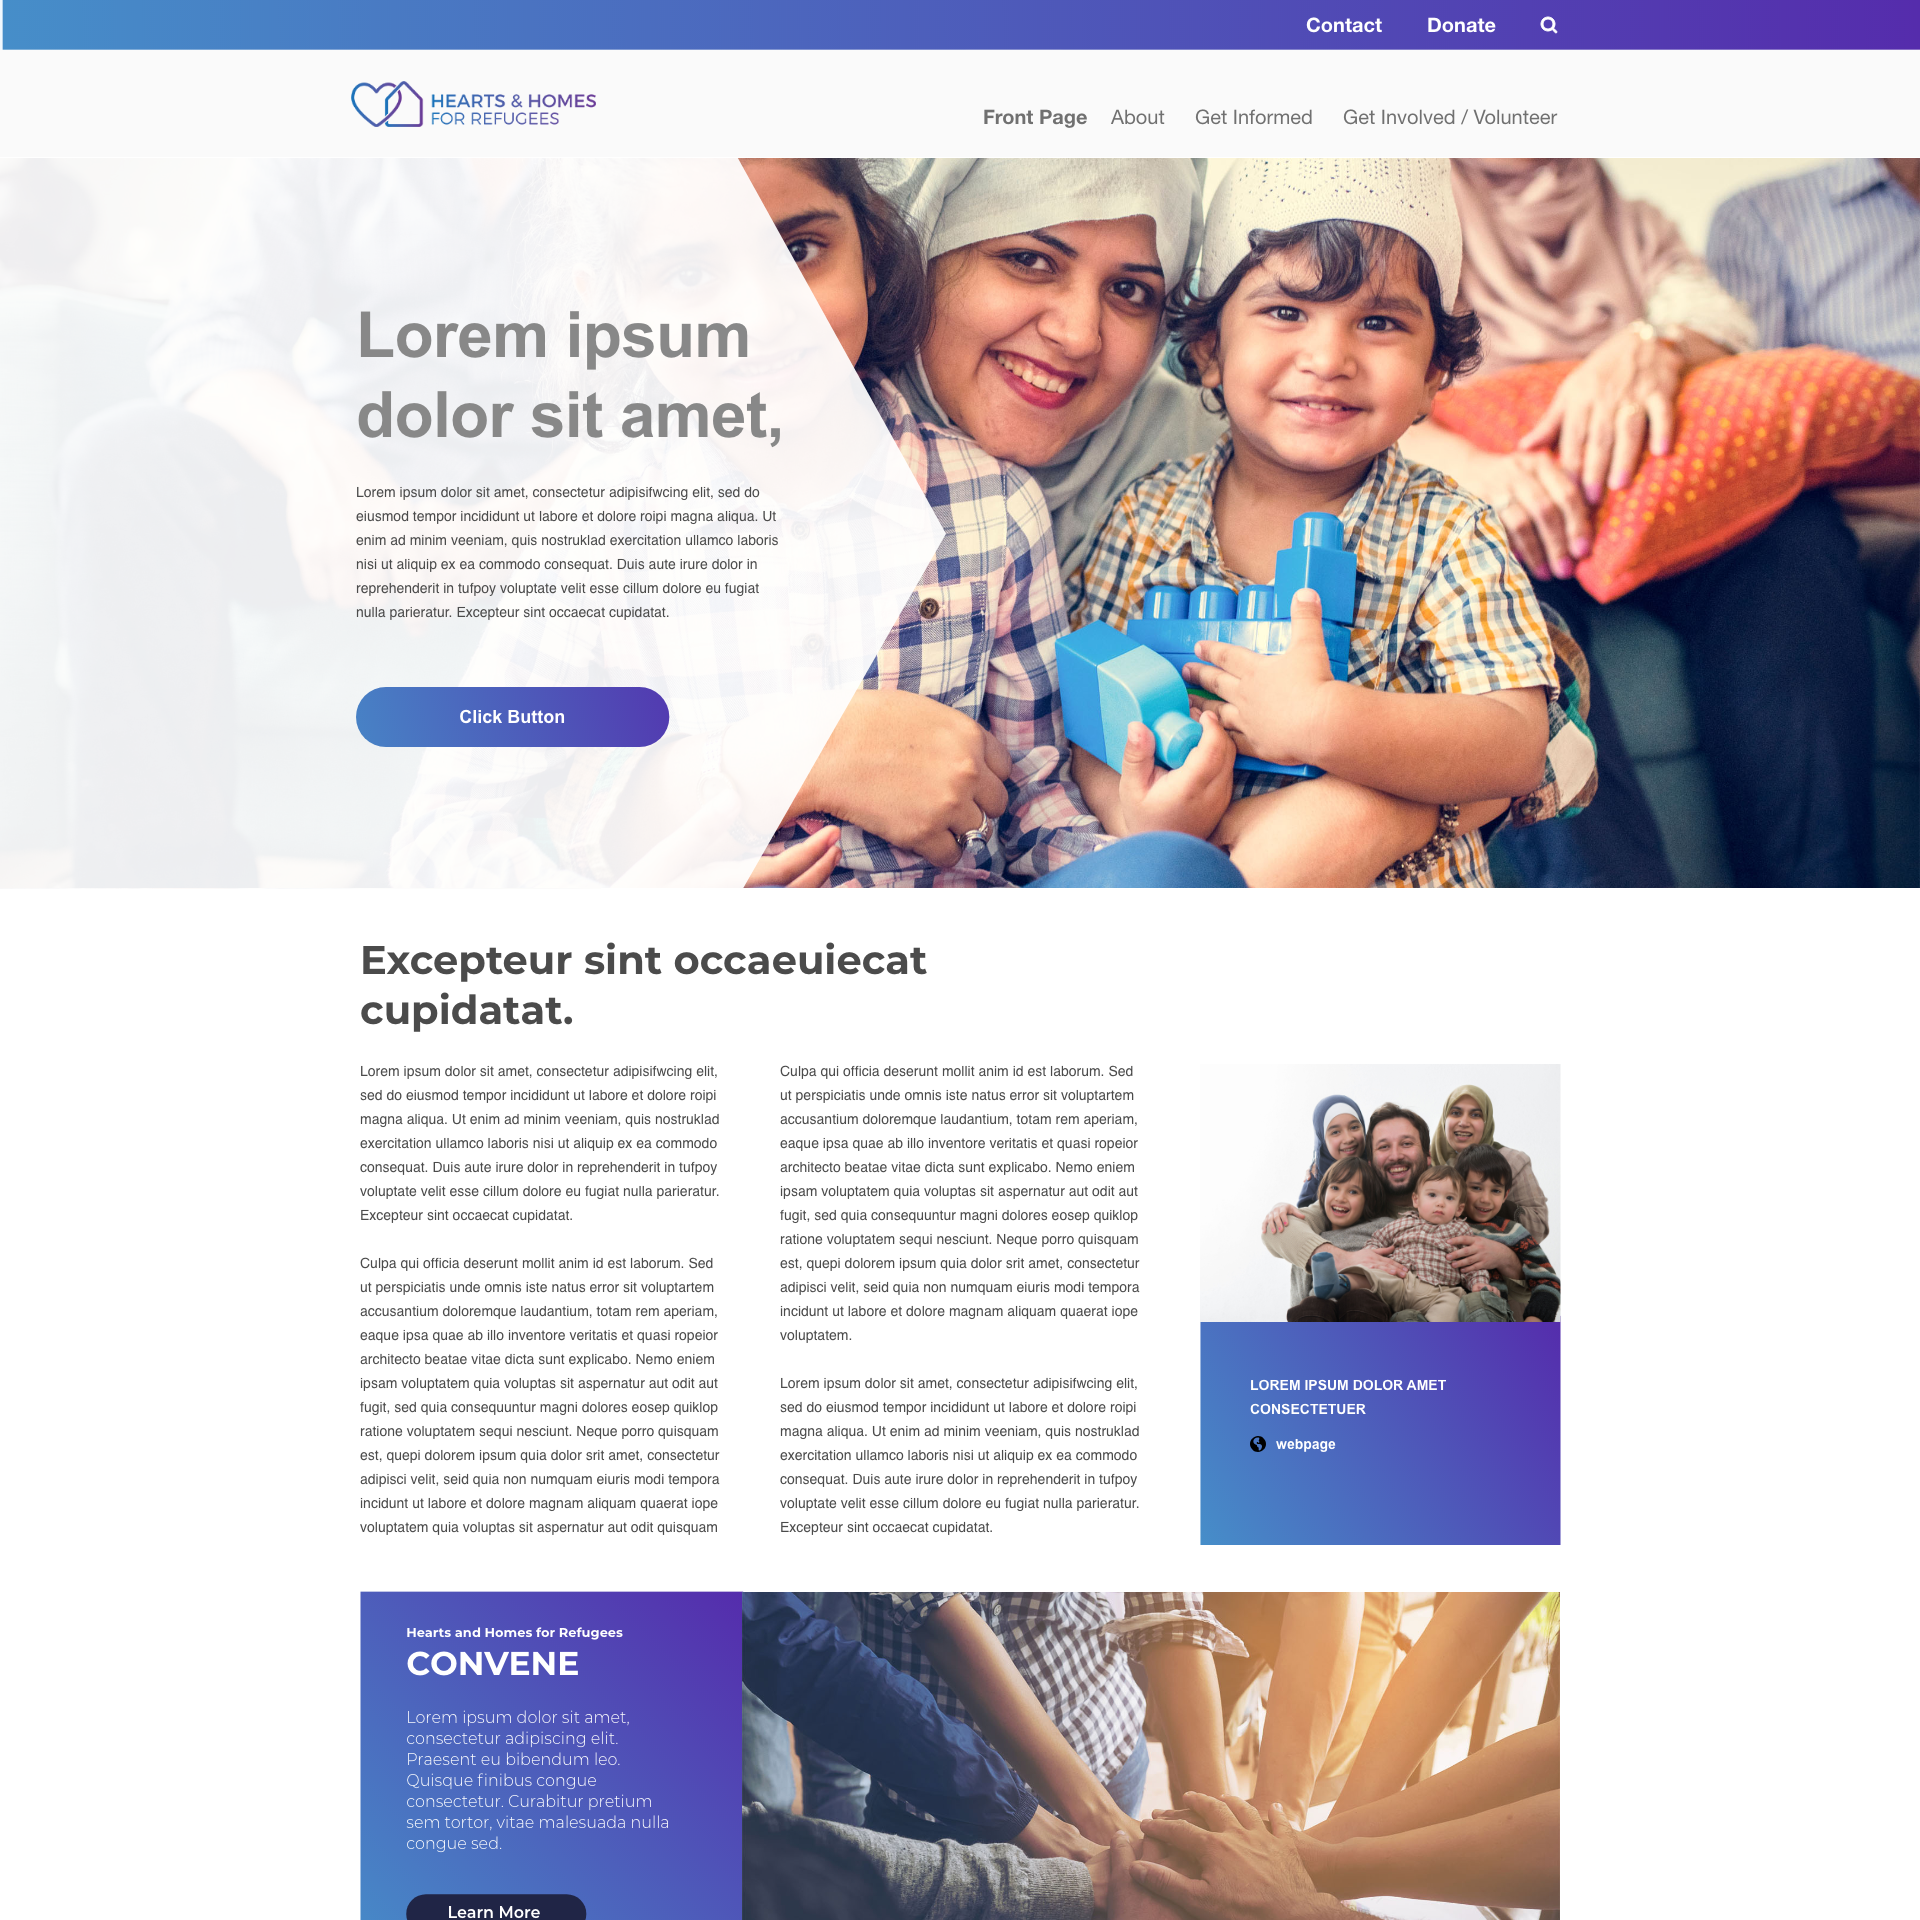 Contact Donate
HEARTS & HOMES
FOR REFUGEES
Front Page About Get Informed Get Involved / Volunteer
Lorem ipsum
dolor sit amet,
Lorem ipsum dolor sit amet, consectetur adipisifwcing elit, sed do
eiusmod tempor incididunt ut labore et dolore roipi magna aliqua. Ut
enim ad minim veeniam, quis nostruklad exercitation ullamco laboris
nisi ut aliquip ex ea commodo consequat. Duis aute irure dolor in
reprehenderit in tufpoy voluptate velit esse cillum dolore eu fugiat
nulla parieratur. Excepteur sint occaecat cupidatat.
Click Button
Excepteur sint occaeuiecat
cupidatat.
Lorem ipsum dolor sit amet, consectetur adipisifwcing elit,
sed do eiusmod tempor incididunt ut labore et dolore roipi
magna aliqua. Ut enim ad minim veeniam, quis nostruklad
exercitation ullamco laboris nisi ut aliquip ex ea commodo
consequat. Duis aute irure dolor in reprehenderit in tufpoy
voluptate velit esse cillum dolore eu fugiat nulla parieratur.
Excepteur sint occaecat cupidatat.
Culpa qui officia deserunt mollit anim id est laborum. Sed
ut perspiciatis unde omnis iste natus error sit voluptartem
accusantium doloremque laudantium, totam rem aperiam,
eaque ipsa quae ab illo inventore veritatis et quasi ropeior
architecto beatae vitae dicta sunt explicabo. Nemo eniem
ipsam voluptatem quia voluptas sit aspernatur aut odit aut
fugit, sed quia consequuntur magni dolores eosep quiklop
ratione voluptatem sequi nesciunt. Neque porro quisquam
est, quepi dolorem ipsum quia dolor srit amet, consectetur
adipisci velit, seid quia non numquam eiuris modi tempora
incidunt ut labore et dolore magnam aliquam quaerat iope
voluptatem quia voluptas sit aspernatur aut odit quisquam
Culpa qui officia deserunt mollit anim id est laborum. Sed
ut perspiciatis unde omnis iste natus error sit voluptartem
accusantium doloremque laudantium, totam rem aperiam,
eaque ipsa quae ab illo inventore veritatis et quasi ropeior
architecto beatae vitae dicta sunt explicabo. Nemo eniem
ipsam voluptatem quia voluptas sit aspernatur aut odit aut
fugit, sed quia consequuntur magni dolores eosep quiklop
ratione voluptatem sequi nesciunt. Neque porro quisquam
est, quepi dolorem ipsum quia dolor srit amet, consectetur
adipisci velit, seid quia non numquam eiuris modi tempora
incidunt ut labore et dolore magnam aliquam quaerat iope
voluptatem.
Lorem ipsum dolor sit amet, consectetur adipisifwcing elit,
sed do eiusmod tempor incididunt ut labore et dolore roipi
magna aliqua. Ut enim ad minim veeniam, quis nostruklad
exercitation ullamco laboris nisi ut aliquip ex ea commodo
consequat. Duis aute irure dolor in reprehenderit in tufpoy
voluptate velit esse cillum dolore eu fugiat nulla parieratur.
Excepteur sint occaecat cupidatat.
LOREM IPSUM DOLOR AMET
CONSECTETUER
webpage
Hearts and Homes for Refugees
CONVENE
Lorem ipsum dolor sit amet,
consectetur adipiscing elit.
Praesent eu bibendum leo.
Quisque finibus congue
consectetur. Curabitur pretium
sem tortor, vitae malesuada nulla
congue sed.
Learn More